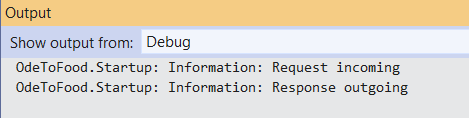 Output
Show output from: Debug
OdeToFood.Startup: Information: Request incoming
OdeToFood.Startup: Information: Response outgoing